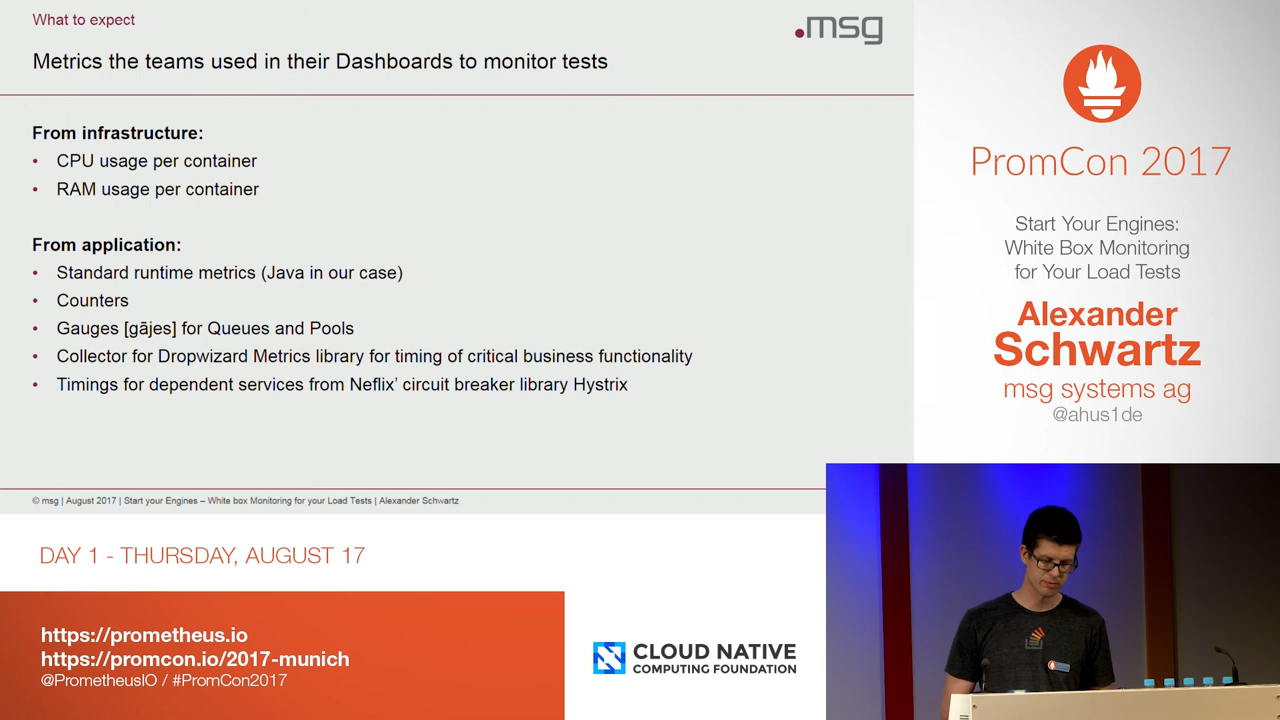 What to expect
.msg
Metrics the teams used in their Dashboards to monitor tests
From infrastructure:
• CPU usage per container
• RAM usage per container
From application:
• Standard runtime metrics (Java in our case)
• Counters
• Gauges [gājes] for Queues and Pools
• Collector for Dropwizard Metrics library for timing of critical business functionality
• Timings for dependent services from Neflix’ circuit breaker library Hystrix
© msg | August 2017 | Start your Engines – White box Monitoring for your Load Tests | Alexander Schwartz
PromCon 2017
Start Your Engines:
White Box Monitoring
for Your Load Tests
Alexander
Schwartz
msg systems ag
@ahus1de
DAY 1 - THURSDAY, AUGUST 17
https://prometheus.io
https://promcon.io/2017-munich
@PrometheusIO / #PromCon2017
CLOUD NATIVE
COMPUTING FOUNDATION